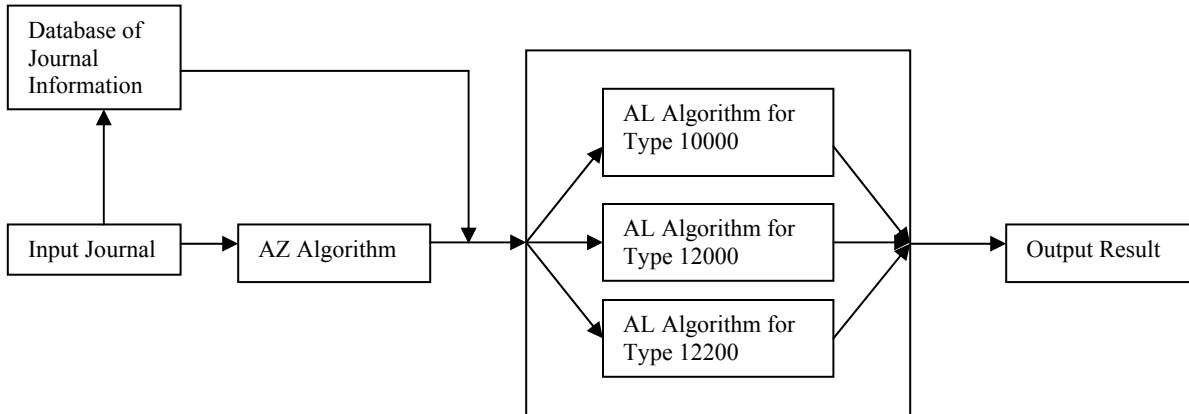 Database of
Journal
Information
Input Journal
AZ Algorithm
AL Algorithm for
Type 10000
AL Algorithm for
Type 12000
AL Algorithm for
Type 12200
Output Result